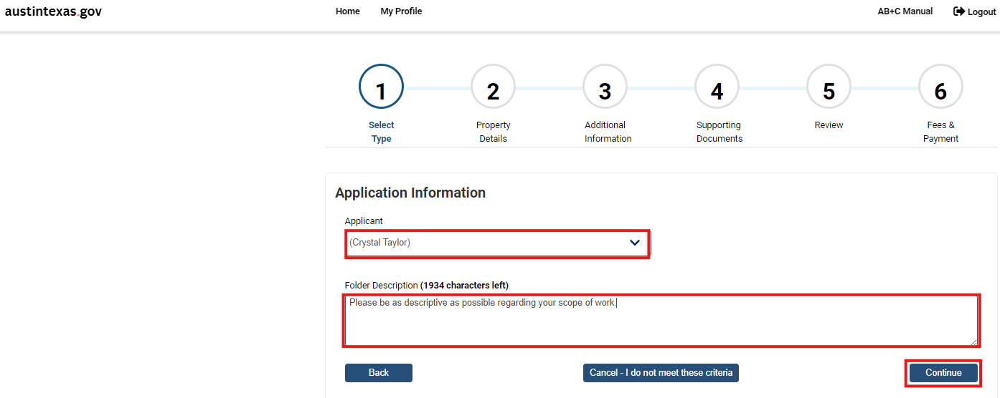 austintexas.gov
Home My Profile AB+C Manual Logout
1 2 3 4 5 6
Select Type
Property Details
Additional Information
Supporting Documents
Review
Fees & Payment
Application Information
Applicant
(Crystal Taylor)
Folder Description (1934 characters left)
Please be as descriptive as possible regarding your scope of work.
Back Cancel - I do not meet these criteria Continue